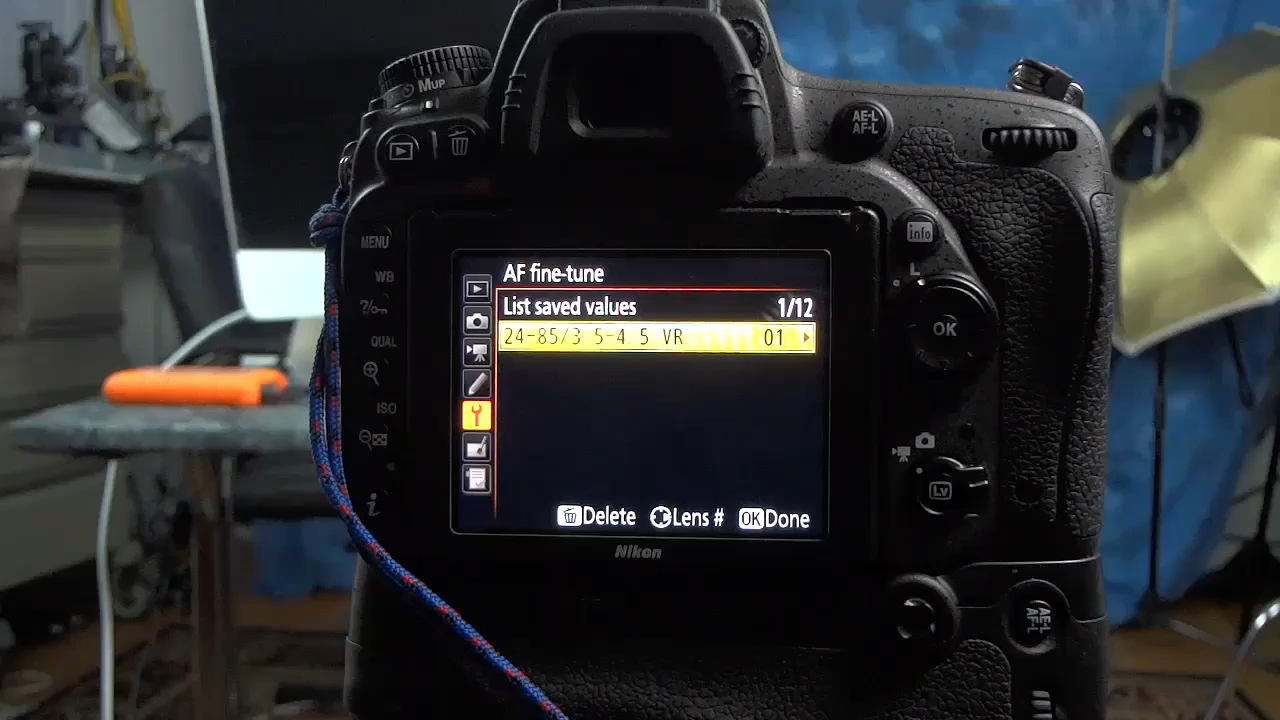 MUP
AE-L
AF-L
info
MENU
WB
QUAL
ISO
i
L
OK
AF fine-tune
List saved values 1/12
24-85/3 5-4 5 VR 01
Delete Lens # OK Done
Nikon
Lv
AE-L
AF-L